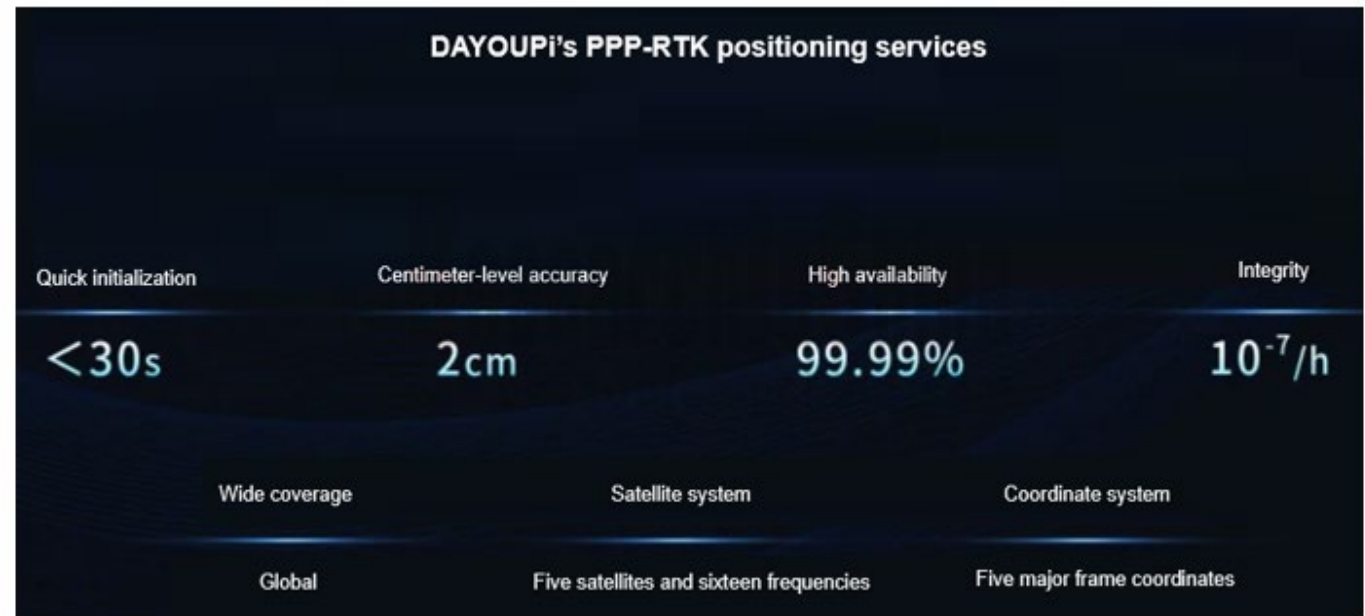 DAYOUPi's PPP-RTK positioning services
Quick initialization
Centimeter-level accuracy
High availability
Integrity
<30s
2cm
99.99%
10⁻⁷/h
Wide coverage
Satellite system
Coordinate system
Global
Five satellites and sixteen frequencies
Five major frame coordinates